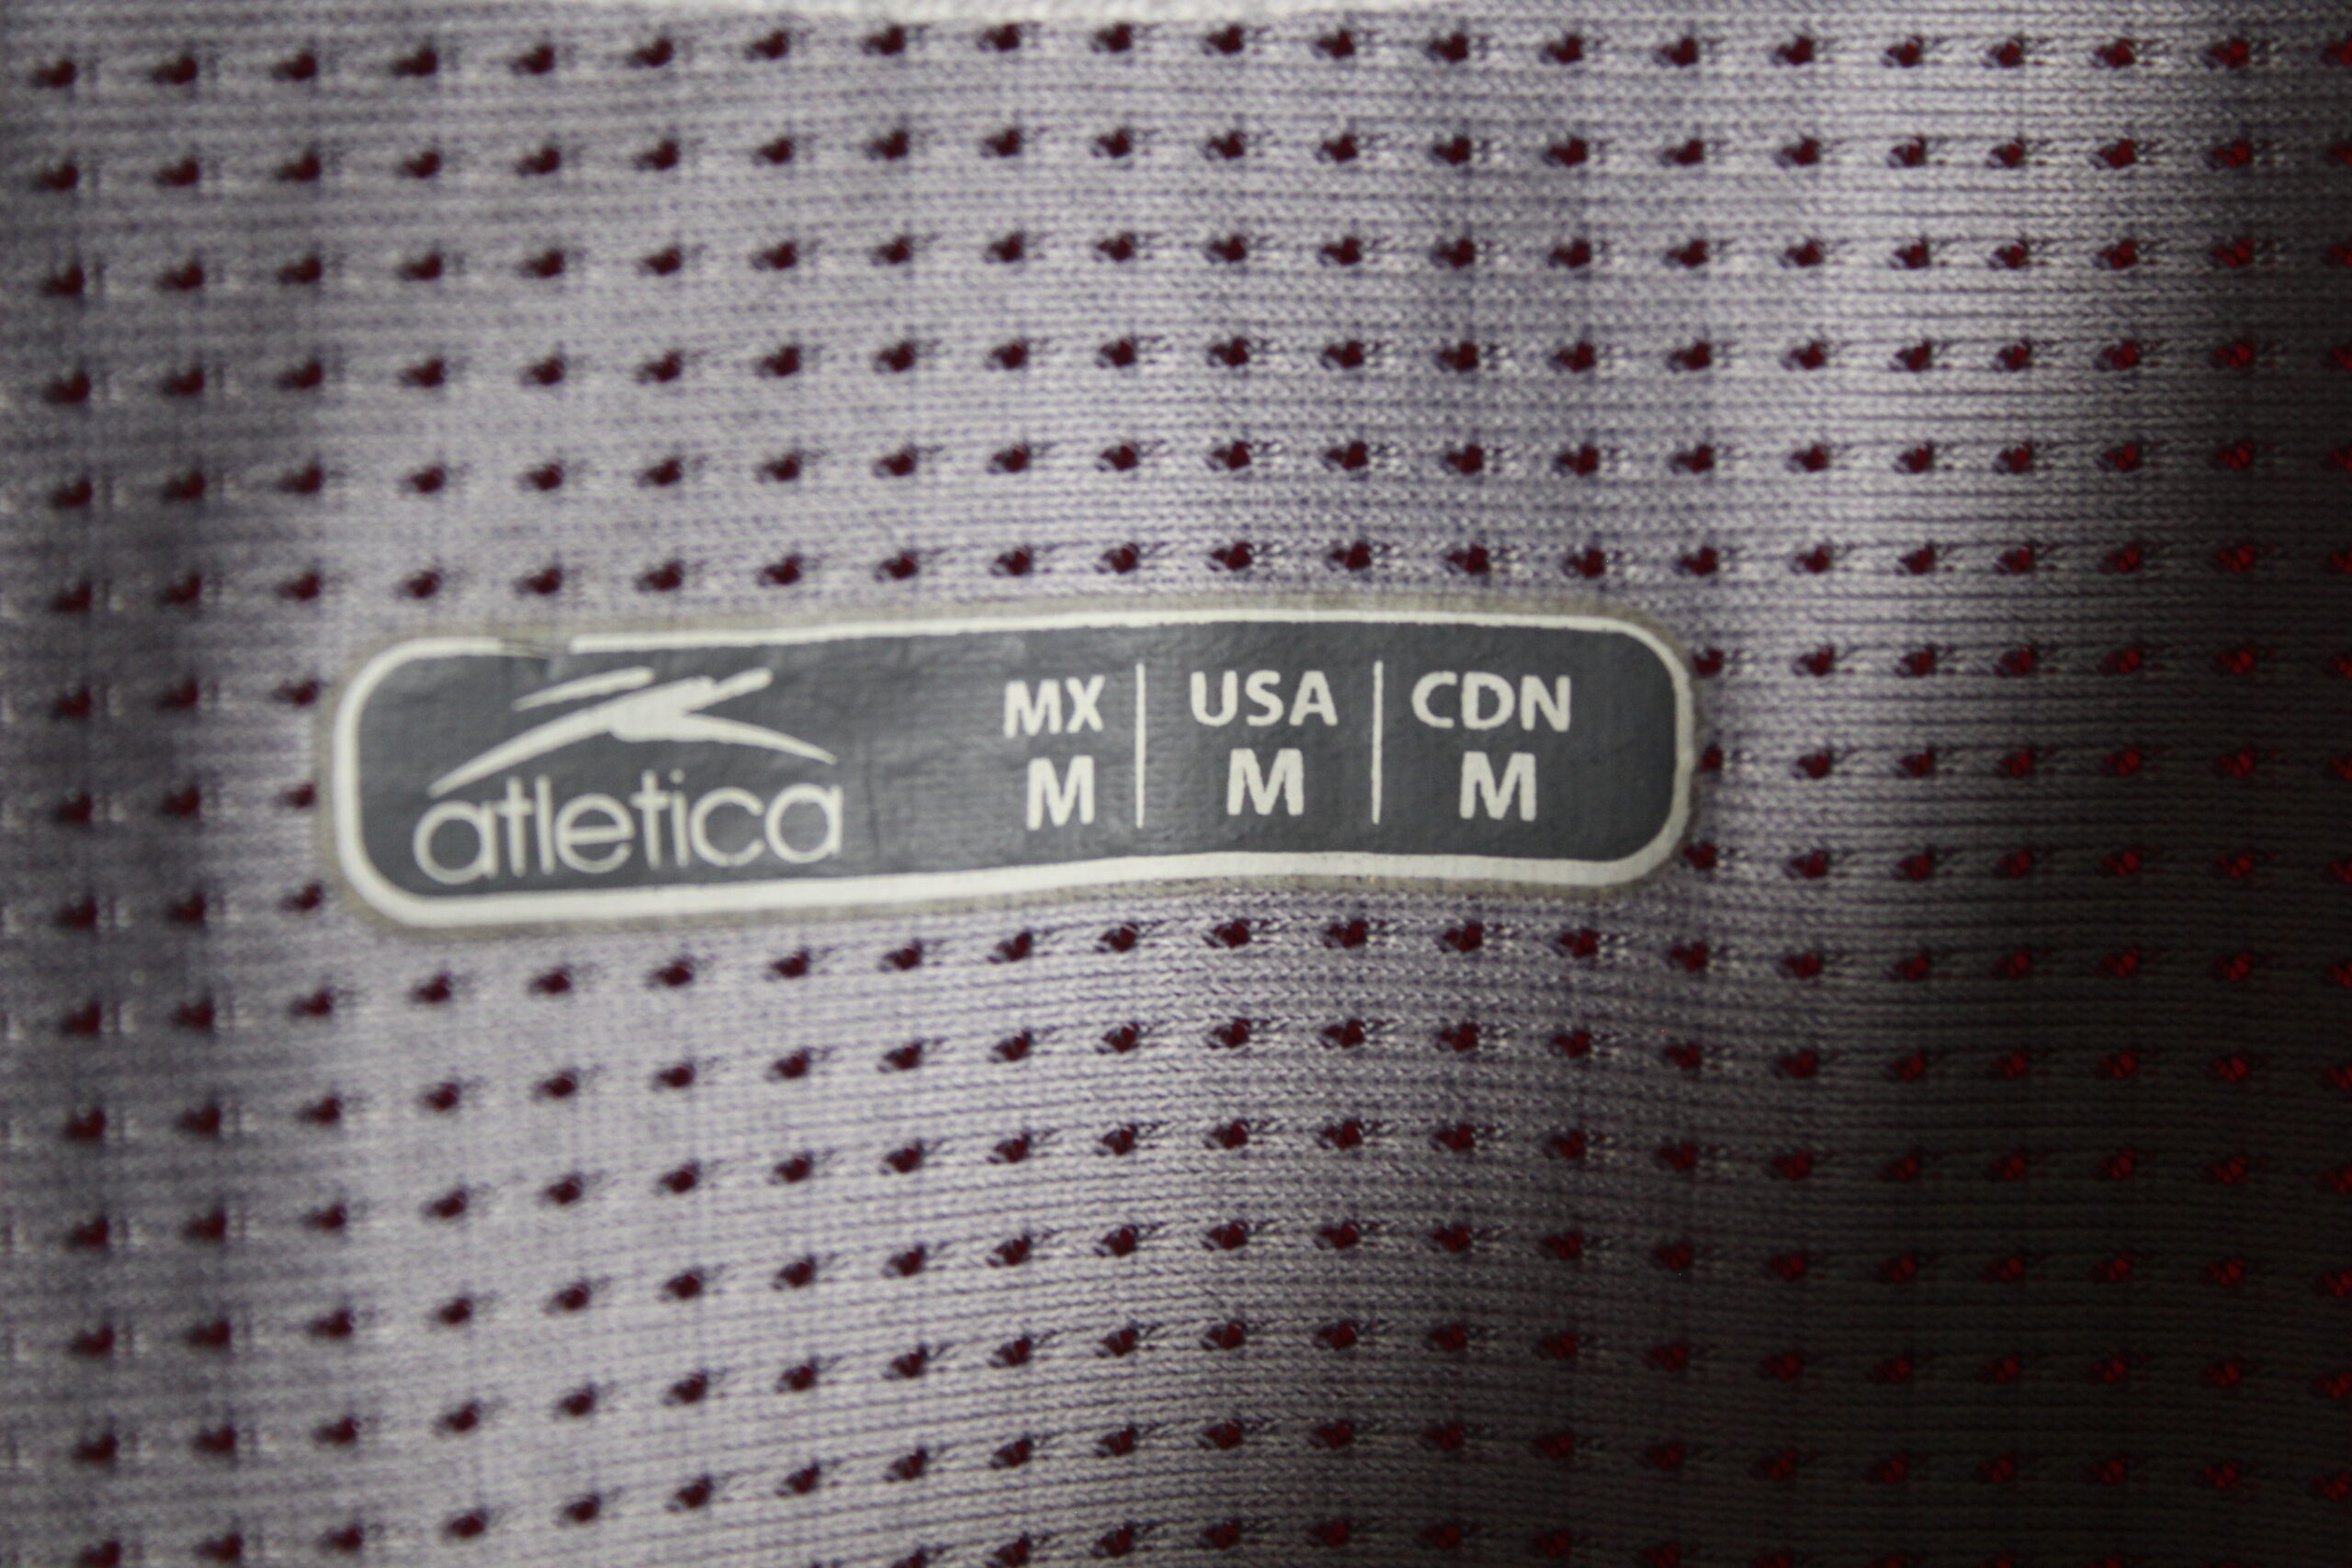 atletica
MX | USA | CDN
M | M | M